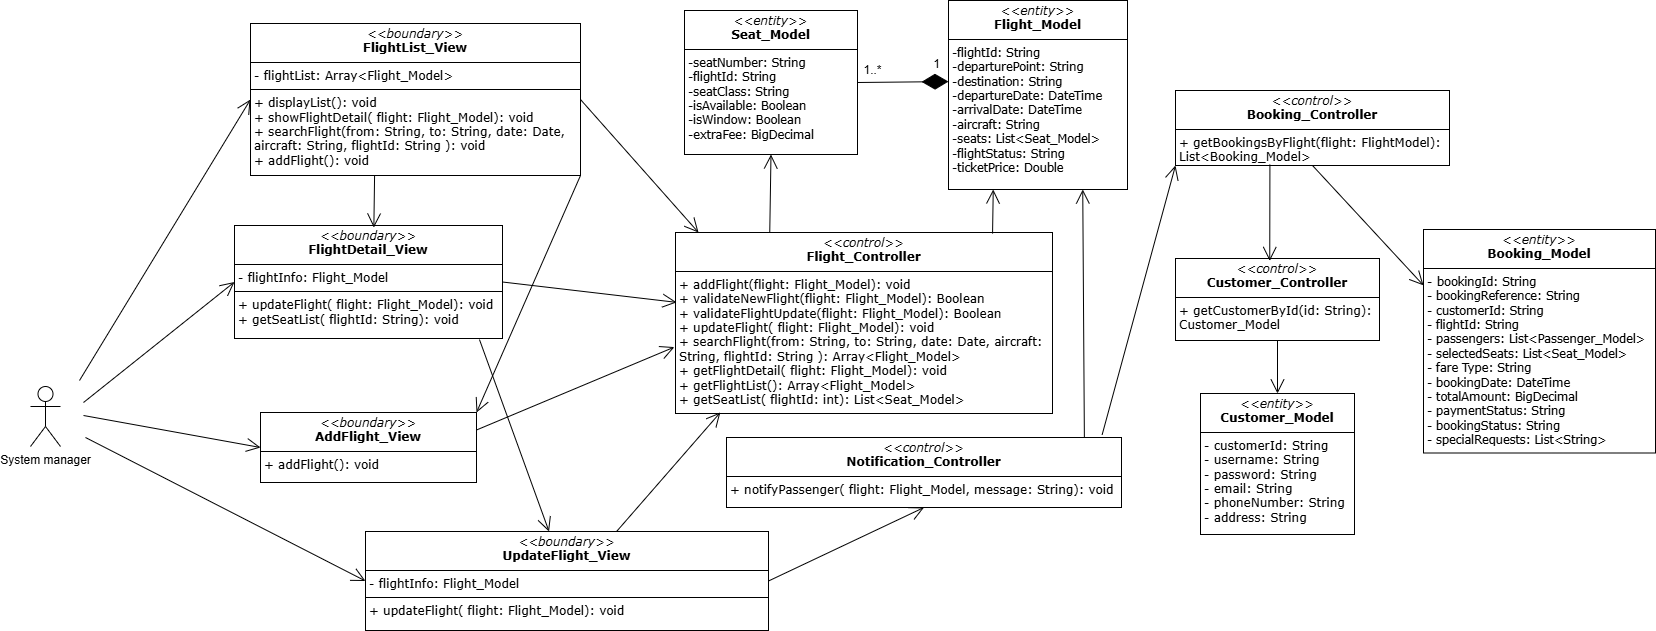 <<boundary>>
FlightList_View
- flightList: Array<Flight_Model>
+ displayList(): void
+ showFlightDetail( flight: Flight_Model): void
+ searchFlight(from: String, to: String, date: Date,
aircraft: String, flightId: String ): void
+ addFlight(): void
<<entity>>
Seat_Model
-seatNumber: String
-flightId: String
-seatClass: String
-isAvailable: Boolean
-isWindow: Boolean
-extraFee: BigDecimal
1..*
1
<<entity>>
Flight_Model
-flightId: String
-departurePoint: String
-destination: String
-departureDate: DateTime
-arrivalDate: DateTime
-aircraft: String
-seats: List<Seat_Model>
-flightStatus: String
-ticketPrice: Double
<<control>>
Booking_Controller
+ getBookingsByFlight(flight: FlightModel):
List<Booking_Model>
<<boundary>>
FlightDetail_View
- flightInfo: Flight_Model
+ updateFlight( flight: Flight_Model): void
+ getSeatList( flightId: String): void
<<control>>
Flight_Controller
+ addFlight(flight: Flight_Model): void
+ validateNewFlight(flight: Flight_Model): Boolean
+ validateFlightUpdate(flight: Flight_Model): Boolean
+ updateFlight( flight: Flight_Model): void
+ searchFlight(from: String, to: String, date: Date, aircraft:
String, flightId: String ): Array<Flight_Model>
+ getFlightDetail( flight: Flight_Model): void
+ getFlightList(): Array<Flight_Model>
+ getSeatList( flightId: int): List<Seat_Model>
<<control>>
Customer_Controller
+ getCustomerById(id: String):
Customer_Model
<<entity>>
Booking_Model
- bookingId: String
- bookingReference: String
- customerId: String
- flightId: String
- passengers: List<Passenger_Model>
- selectedSeats: List<Seat_Model>
- fare Type: String
- bookingDate: DateTime
- totalAmount: BigDecimal
- paymentStatus: String
- bookingStatus: String
- specialRequests: List<String>
System manager
<<boundary>>
AddFlight_View
+ addFlight(): void
<<control>>
Notification_Controller
+ notifyPassenger( flight: Flight_Model, message: String): void
<<entity>>
Customer_Model
- customerId: String
- username: String
- password: String
- email: String
- phoneNumber: String
- address: String
<<boundary>>
UpdateFlight_View
- flightInfo: Flight_Model
+ updateFlight( flight: Flight_Model): void